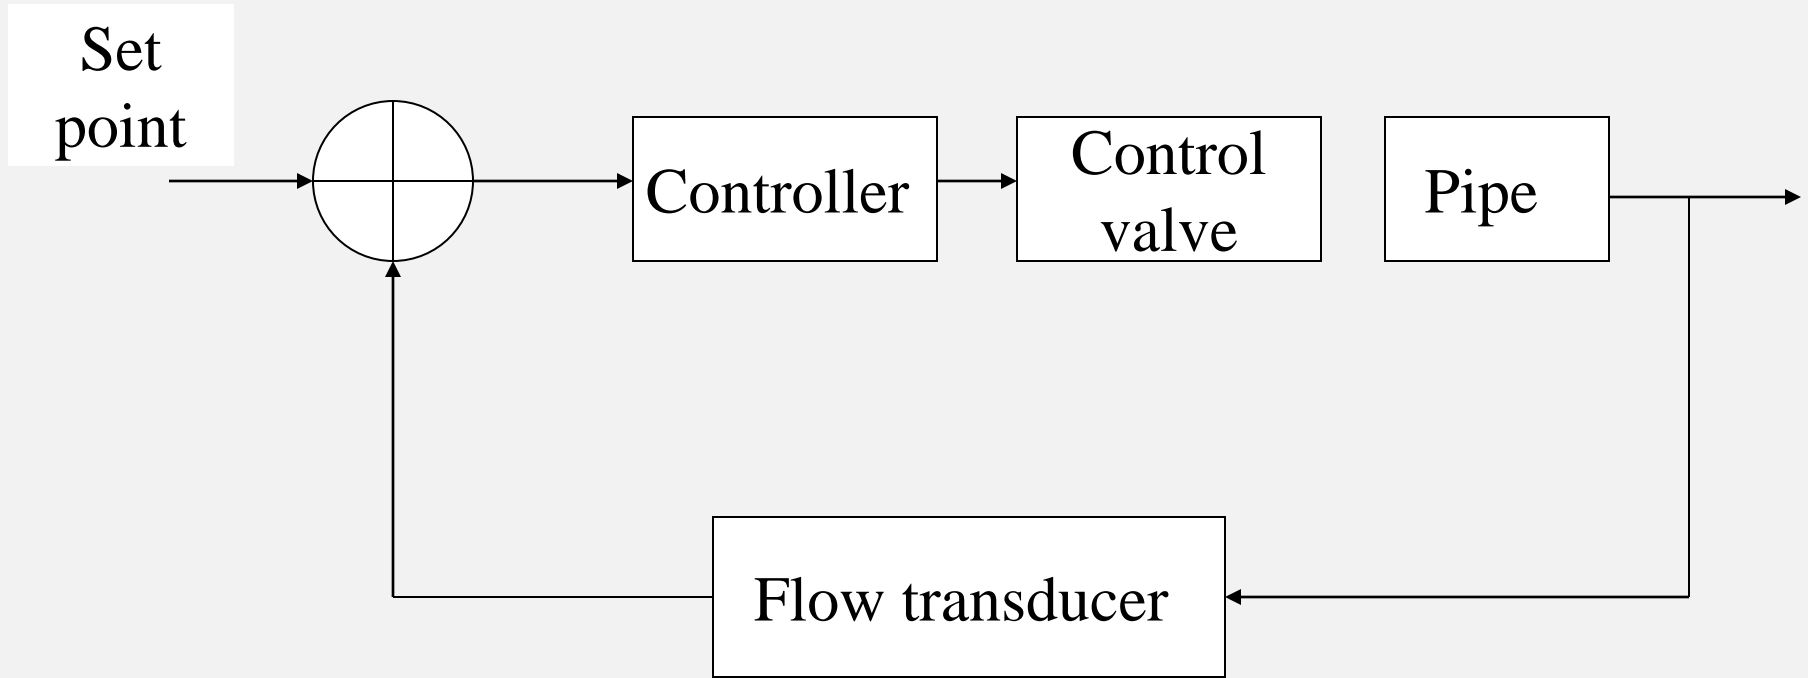 Set
point
Controller
Control
valve
Pipe
Flow transducer